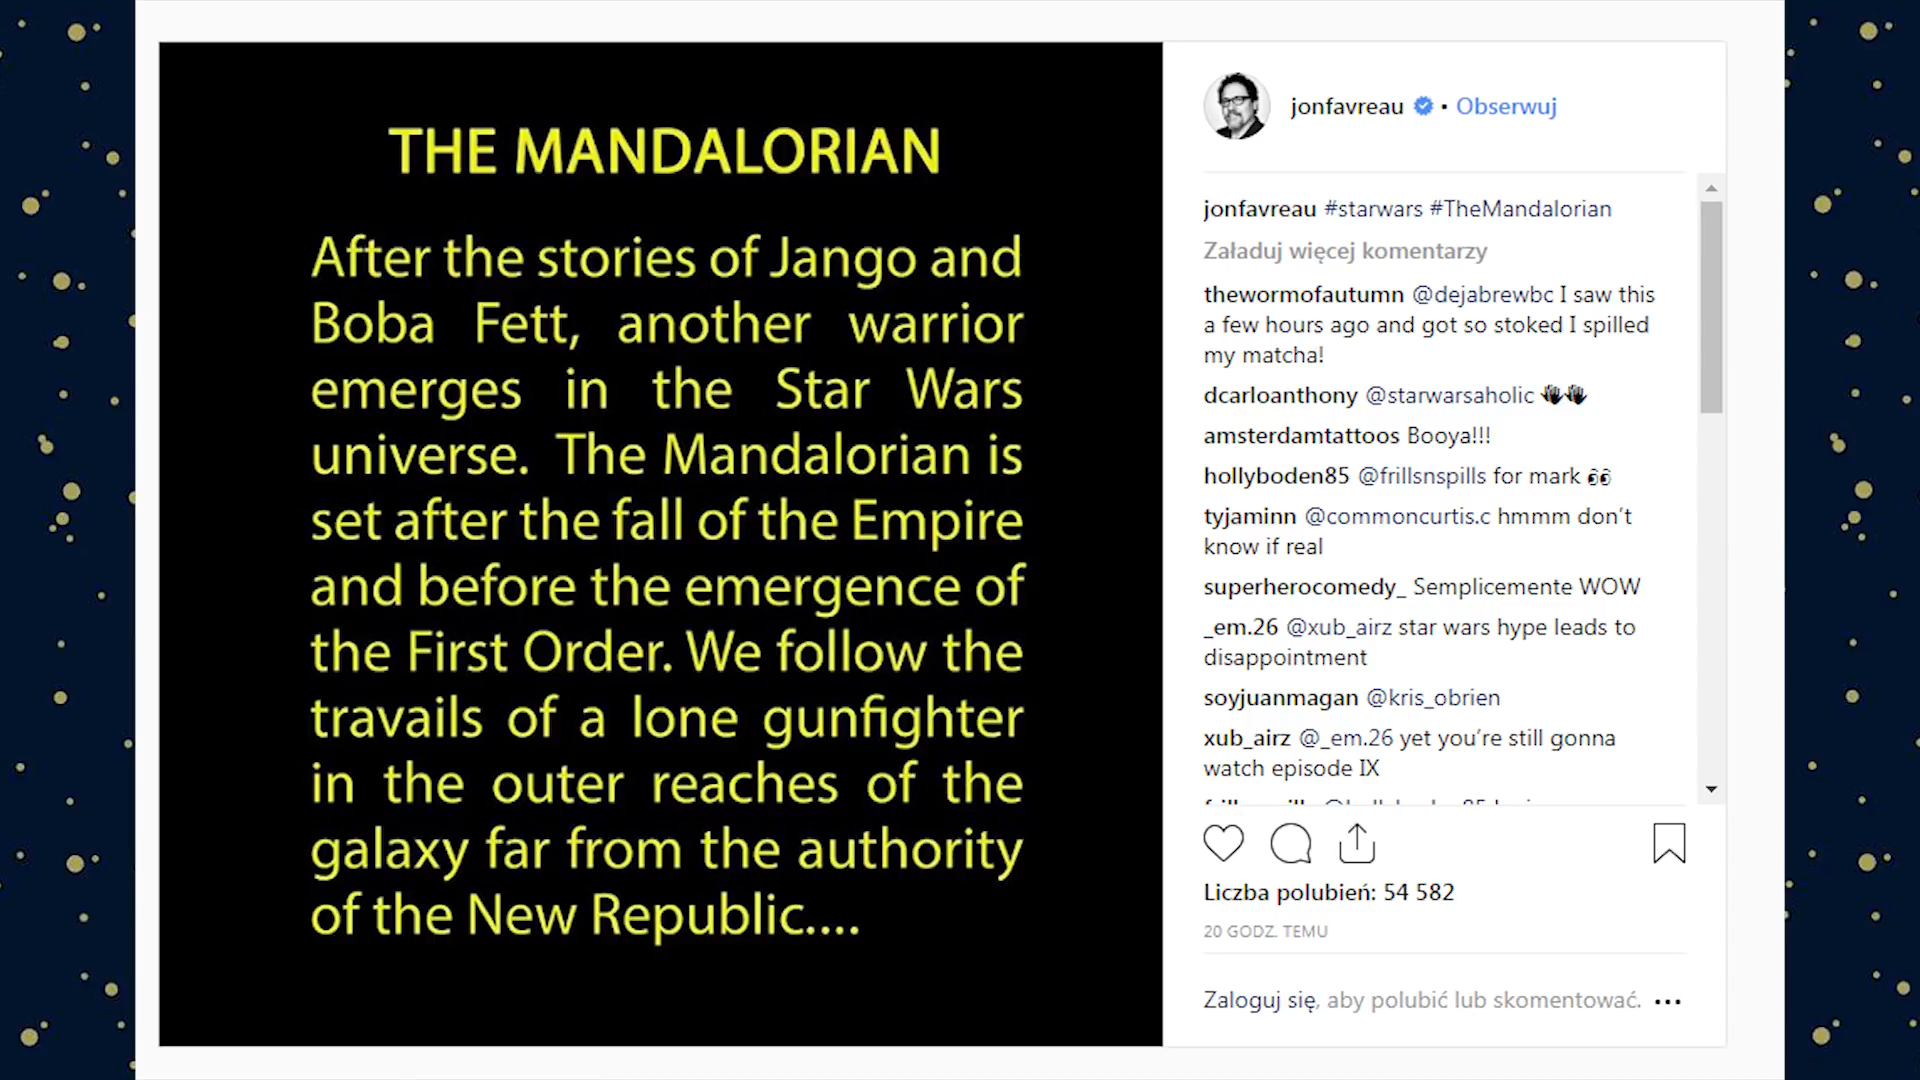 THE MANDALORIAN
After the stories of Jango and
Boba Fett, another warrior
emerges in the Star Wars
universe. The Mandalorian is
set after the fall of the Empire
and before the emergence of
the First Order. We follow the
travails of a lone gunfighter
in the outer reaches of the
galaxy far from the authority
of the New Republic....
jonfavreau • Obserwuj
jonfavreau #starwars #TheMandalorian
Załaduj więcej komentarzy
thewormofautumn @dejabrewbc I saw this
a few hours ago and got so stoked I spilled
my matcha!
dcarloanthony @starwarsaholic 👋🏿👋🏿
amsterdamtattoos Booya!!!
hollyboden85 @frillsnspills for mark 👀
tyjaminn @commoncurtis.c hmmm don't
know if real
superherocomedy_ Semplicemente WOW
_em.26 @xub_airz star wars hype leads to
disappointment
soyjuanmagan @kris_obrien
xub_airz @_em.26 yet you're still gonna
watch episode IX
Liczba polubień: 54 582
20 GODZ. TEMU
Zaloguj się, aby polubić lub skomentować.